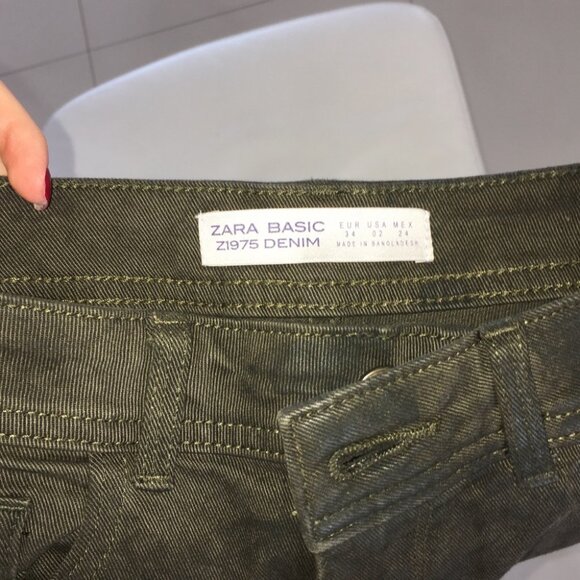 ZARA BASIC
Z1975 DENIM
EUR USA MEX
34 02 24
MADE IN BANGLADESH